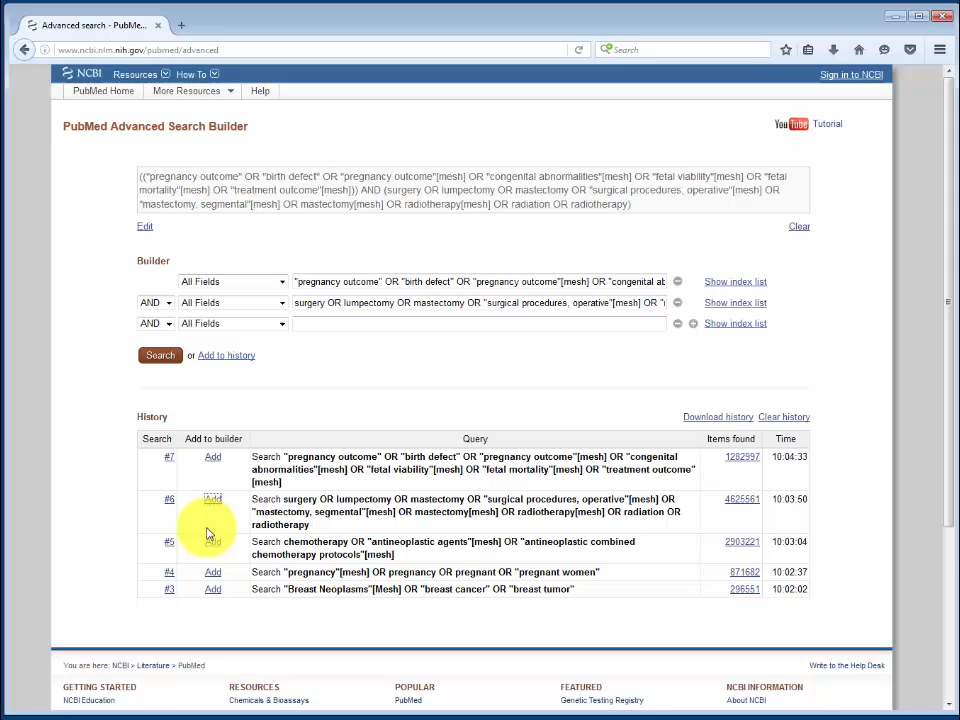 Advanced search - PubMe... × +
www.ncbi.nlm.nih.gov/pubmed/advanced Search
NCBI Resources How To Sign in to NCBI
PubMed Home More Resources Help
PubMed Advanced Search Builder
You Tube Tutorial
(("pregnancy outcome" OR "birth defect" OR "pregnancy outcome"[mesh] OR "congenital abnormalities"[mesh] OR "fetal viability"[mesh] OR "fetal
mortality"[mesh] OR "treatment outcome"[mesh])) AND (surgery OR lumpectomy OR mastectomy OR "surgical procedures, operative"[mesh] OR
"mastectomy, segmental"[mesh] OR mastectomy[mesh] OR radiotherapy[mesh] OR radiation OR radiotherapy)
Edit Clear
Builder
All Fields "pregnancy outcome" OR "birth defect" OR "pregnancy outcome"[mesh] OR "congenital ab Show index list
AND All Fields surgery OR lumpectomy OR mastectomy OR "surgical procedures, operative"[mesh] OR Show index list
AND All Fields Show index list
Search or Add to history
History Download history Clear history
Search Add to builder Query Items found Time
#7 Add Search "pregnancy outcome" OR "birth defect" OR "pregnancy outcome"[mesh] OR "congenital 1282997 10:04:33
abnormalities"[mesh] OR "fetal viability"[mesh] OR "fetal mortality"[mesh] OR "treatment outcome"
[mesh]
#6 Add Search surgery OR lumpectomy OR mastectomy OR "surgical procedures, operative"[mesh] OR 4625561 10:03:50
"mastectomy, segmental"[mesh] OR mastectomy[mesh] OR radiotherapy[mesh] OR radiation OR
radiotherapy
#5 Add Search chemotherapy OR "antineoplastic agents"[mesh] OR "antineoplastic combined 2903221 10:03:04
chemotherapy protocols"[mesh]
#4 Add Search "pregnancy"[mesh] OR pregnancy OR pregnant OR "pregnant women" 871682 10:02:37
#3 Add Search "Breast Neoplasms"[Mesh] OR "breast cancer" OR "breast tumor" 296551 10:02:02
You are here: NCBI > Literature > PubMed Write to the Help Desk
GETTING STARTED RESOURCES POPULAR FEATURED NCBI INFORMATION
NCBI Education Chemicals & Bioassays PubMed Genetic Testing Registry About NCBI